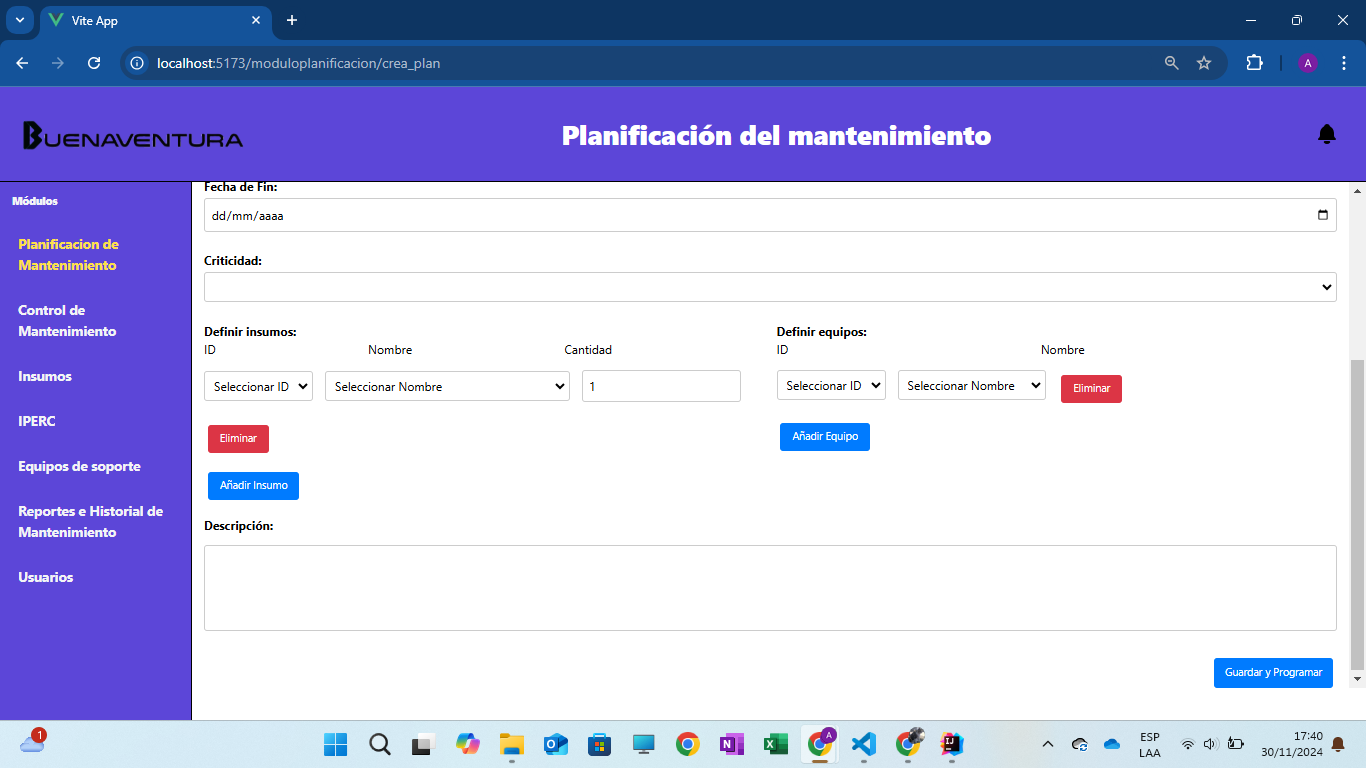 Vite App
localhost:5173/moduloplanificacion/crea_plan
A
BUENAVENTURA
Planificación del mantenimiento
Módulos
Planificacion de
Mantenimiento
Control de
Mantenimiento
Insumos
IPERC
Equipos de soporte
Reportes e Historial de
Mantenimiento
Usuarios
Fecha de Fin:
dd/mm/aaaa
Criticidad:
Definir insumos:
ID Nombre Cantidad
Seleccionar ID Seleccionar Nombre 1
Eliminar
Añadir Insumo
Definir equipos:
ID Nombre
Seleccionar ID Seleccionar Nombre Eliminar
Añadir Equipo
Descripción:
Guardar y Programar
1
A
ESP
LAA
17:40
30/11/2024